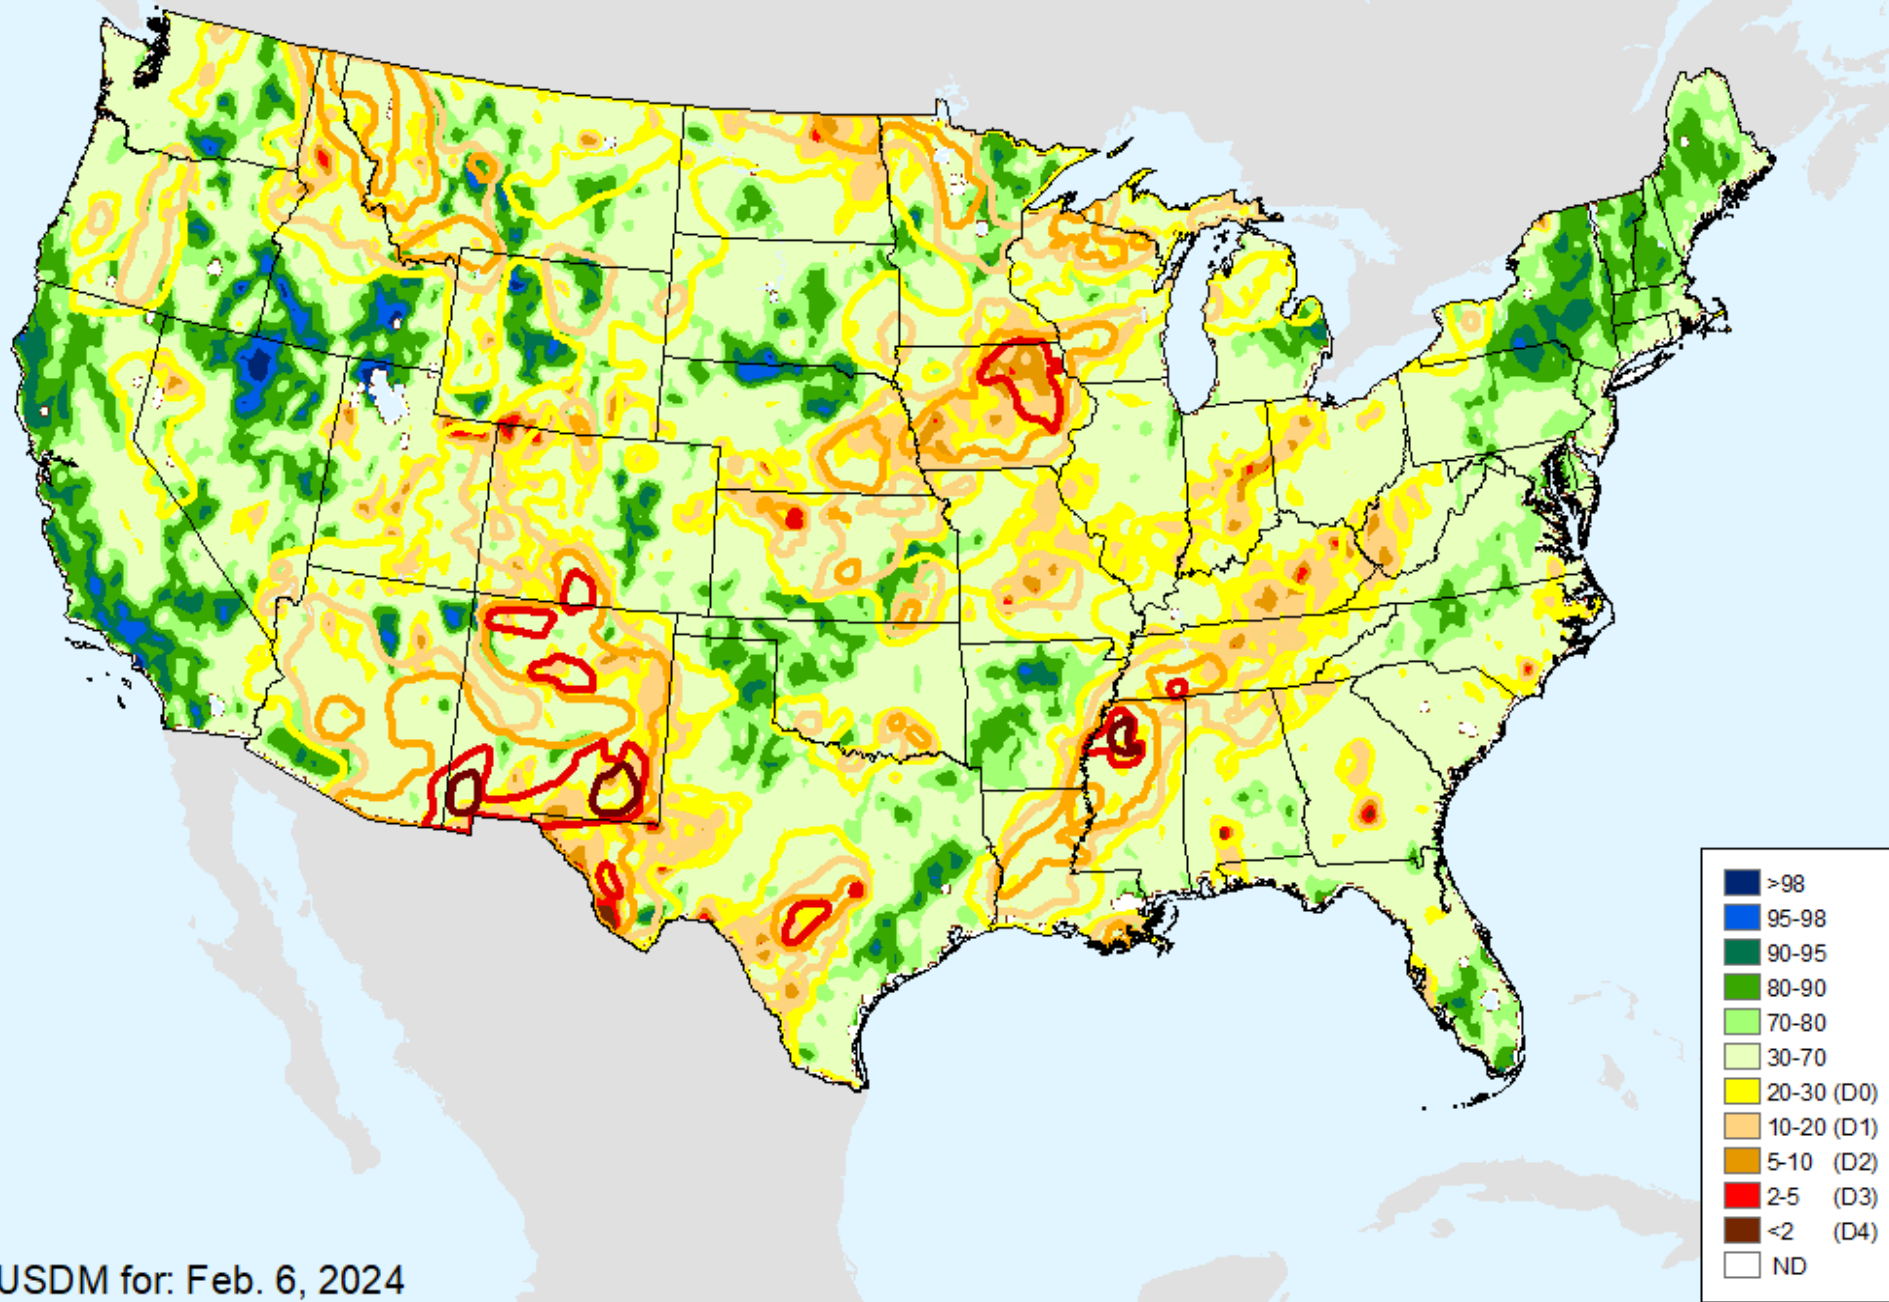 >98
95-98
90-95
80-90
70-80
30-70
20-30 (D0)
10-20 (D1)
5-10 (D2)
2-5 (D3)
<2 (D4)
ND
USDM for: Feb. 6, 2024